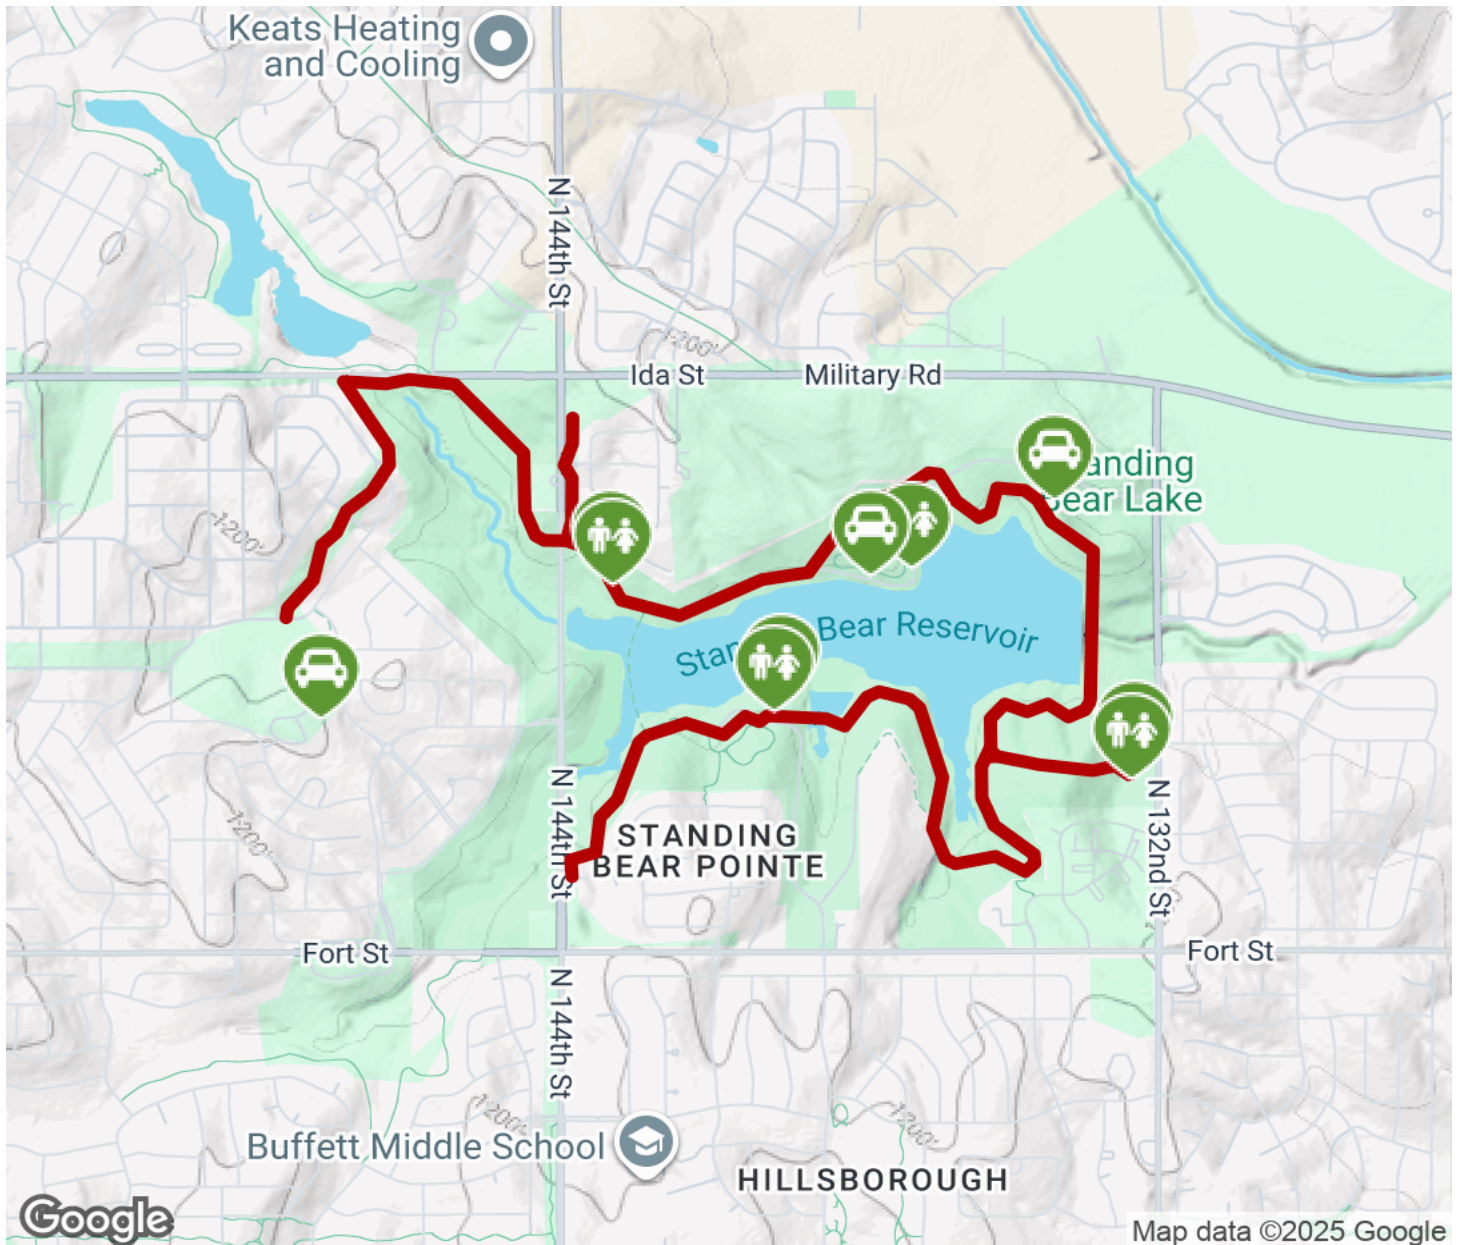 Keats Heating
and Cooling
N 144th St
1200'
Ida St
Military Rd
anding
Bear Lake
1200'
Stan
Bear Reservoir
N 144th St
N 132nd St
1200'
STANDING
BEAR POINTE
Fort St
Fort St
N 144th St
1200'
1200'
Buffett Middle School
HILLSBOROUGH
Google
Map data ©2025 Google